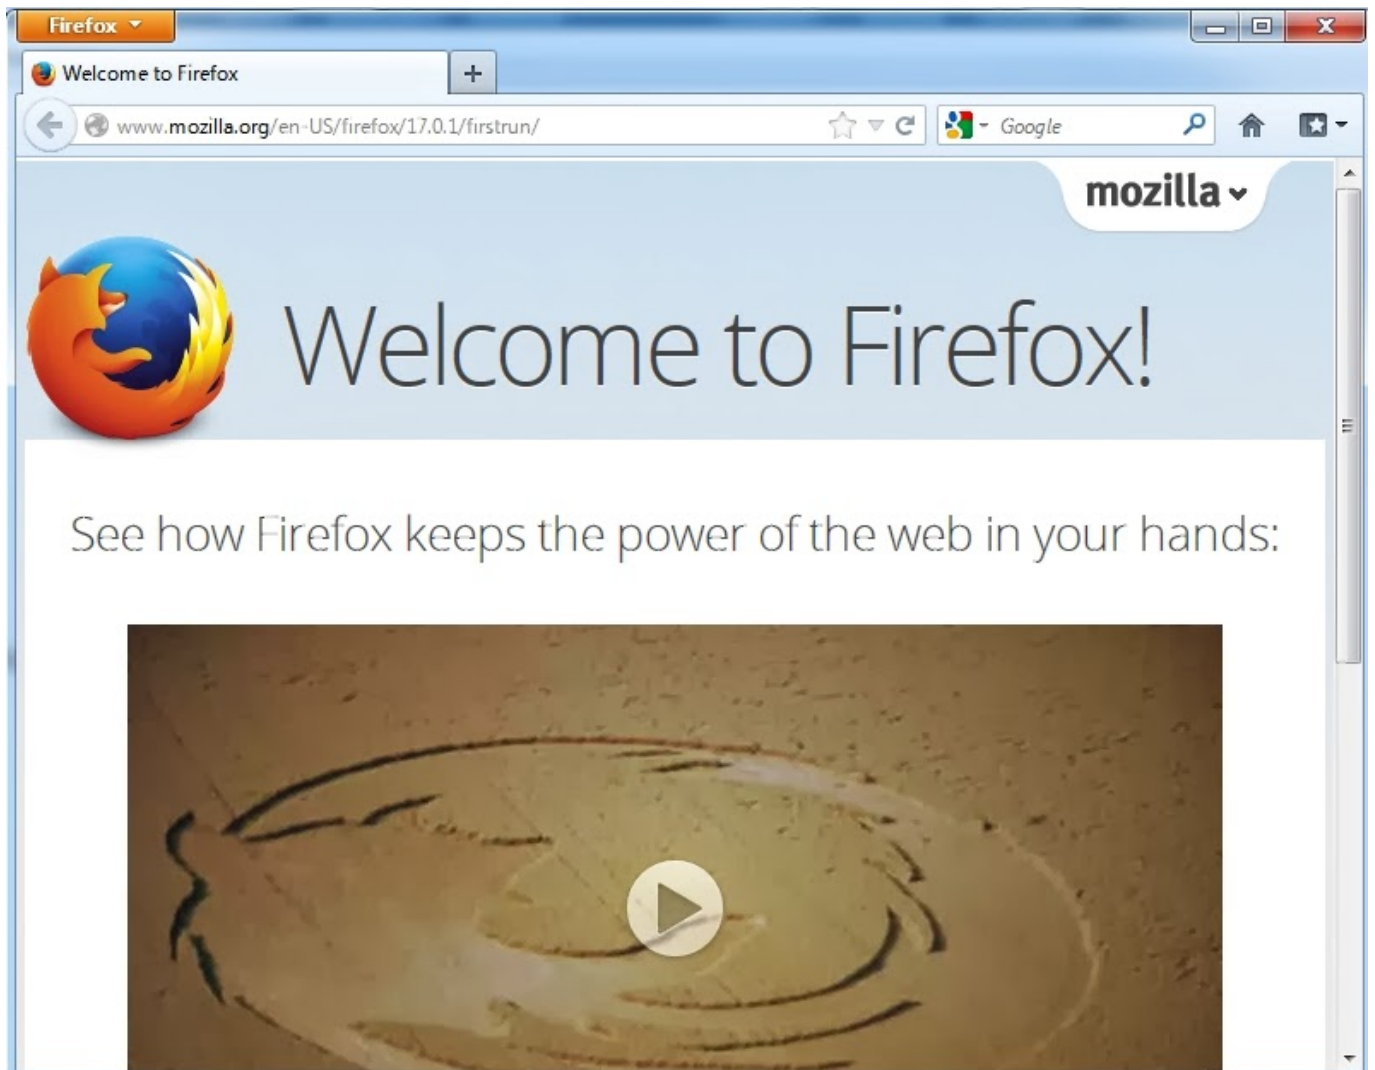 Firefox
Welcome to Firefox
www.mozilla.org/en-US/firefox/17.0.1/firstrun/
Google
mozilla
Welcome to Firefox!
See how Firefox keeps the power of the web in your hands: